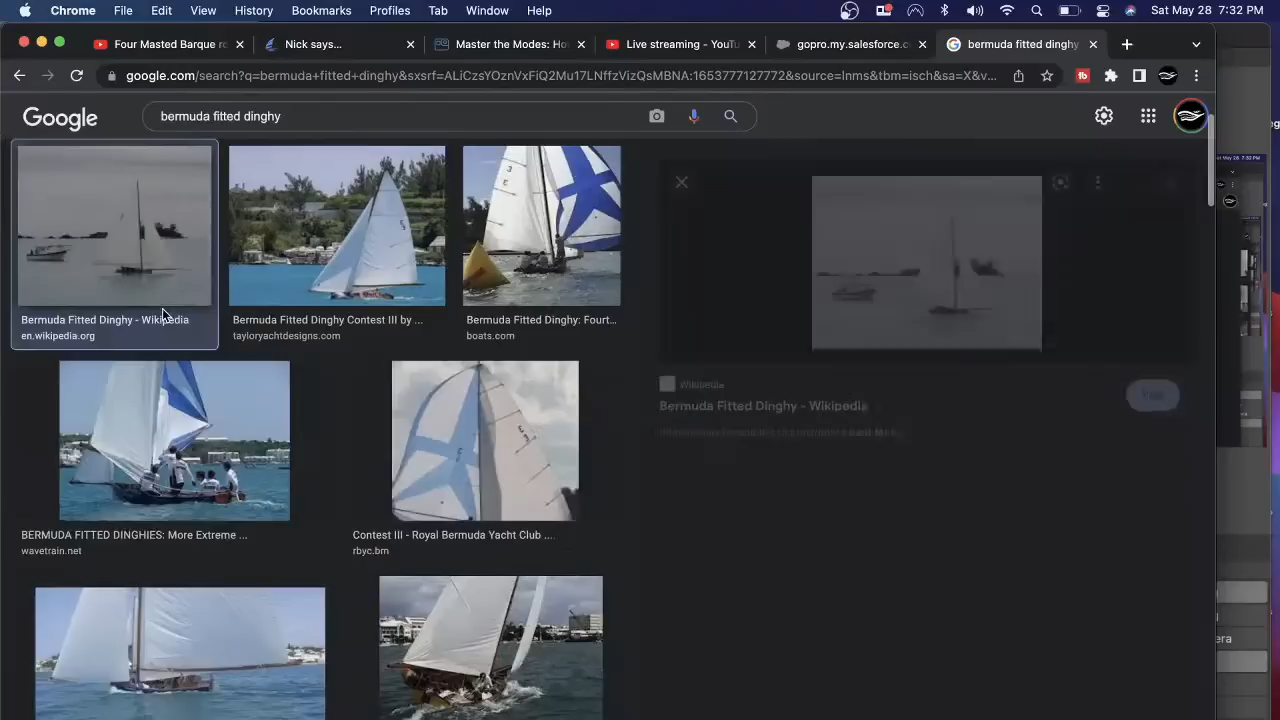 Chrome File Edit View History Bookmarks Profiles Tab Window Help Sat May 28 7:32 PM
Four Masted Barque ro Nick says... Master the Modes: Ho Live streaming - YouTu gopro.my.salesforce.co bermuda fitted dinghy
google.com/search?q=bermuda+fitted+dinghy&sxsrf=ALiCzsYOznVxFiQ2Mu17LNffzVizQsMBNA:1653777127772&source=lnms&tbm=isch&sa=X&v...
Google bermuda fitted dinghy
Bermuda Fitted Dinghy - Wikipedia
en.wikipedia.org
Bermuda Fitted Dinghy Contest III by ...
tayloryachtdesigns.com
Bermuda Fitted Dinghy: Fourt...
boats.com
Wikipedia
Bermuda Fitted Dinghy - Wikipedia
BERMUDA FITTED DINGHIES: More Extreme ...
wavetrain.net
Contest III - Royal Bermuda Yacht Club ...
rbyc.bm
era